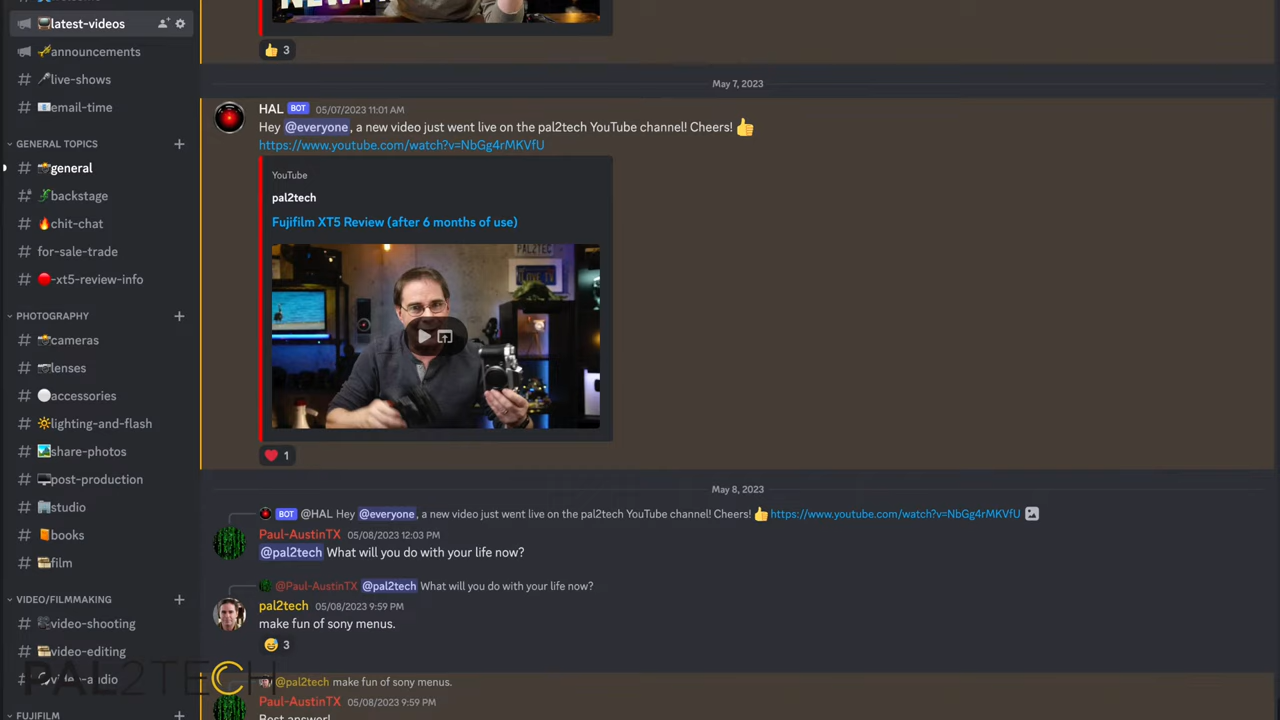 latest-videos
announcements
live-shows
email-time
GENERAL TOPICS
general
backstage
chit-chat
for-sale-trade
-xt5-review-info
PHOTOGRAPHY
cameras
lenses
accessories
lighting-and-flash
share-photos
post-production
studio
books
film
VIDEO/FILMMAKING
video-shooting
video-editing
video-audio
FUJIFILM
PAL2TECH
👍 3
May 7, 2023
HAL BOT 05/07/2023 11:01 AM
Hey @everyone, a new video just went live on the pal2tech YouTube channel! Cheers! 👍
https://www.youtube.com/watch?v=NbGg4rMKVfU
YouTube
pal2tech
Fujifilm XT5 Review (after 6 months of use)
PAL2TECH
❤️ 1
May 8, 2023
BOT @HAL Hey @everyone, a new video just went live on the pal2tech YouTube channel! Cheers! 👍 https://www.youtube.com/watch?v=NbGg4rMKVfU
Paul-AustinTX 05/08/2023 12:03 PM
@pal2tech What will you do with your life now?
@Paul-AustinTX @pal2tech What will you do with your life now?
pal2tech 05/08/2023 9:59 PM
make fun of sony menus.
😅 3
@pal2tech make fun of sony menus.
Paul-AustinTX 05/08/2023 9:59 PM
Best answer!